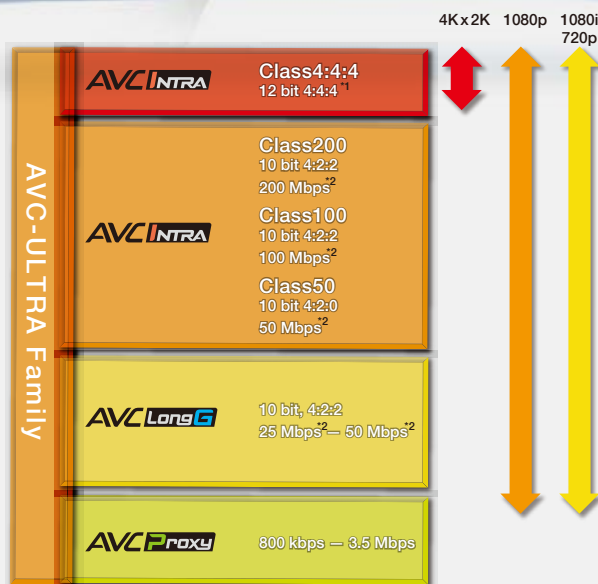 4K x 2K 1080p 1080i
720p
AVC-ULTRA Family
AVC INTRA
Class4:4:4
12 bit 4:4:4 *1
AVC INTRA
Class200
10 bit 4:2:2
200 Mbps*2
Class100
10 bit 4:2:2
100 Mbps*2
Class50
10 bit 4:2:0
50 Mbps*2
AVC LongG
10 bit, 4:2:2
25 Mbps*2 — 50 Mbps*2
AVC Proxy
800 kbps — 3.5 Mbps